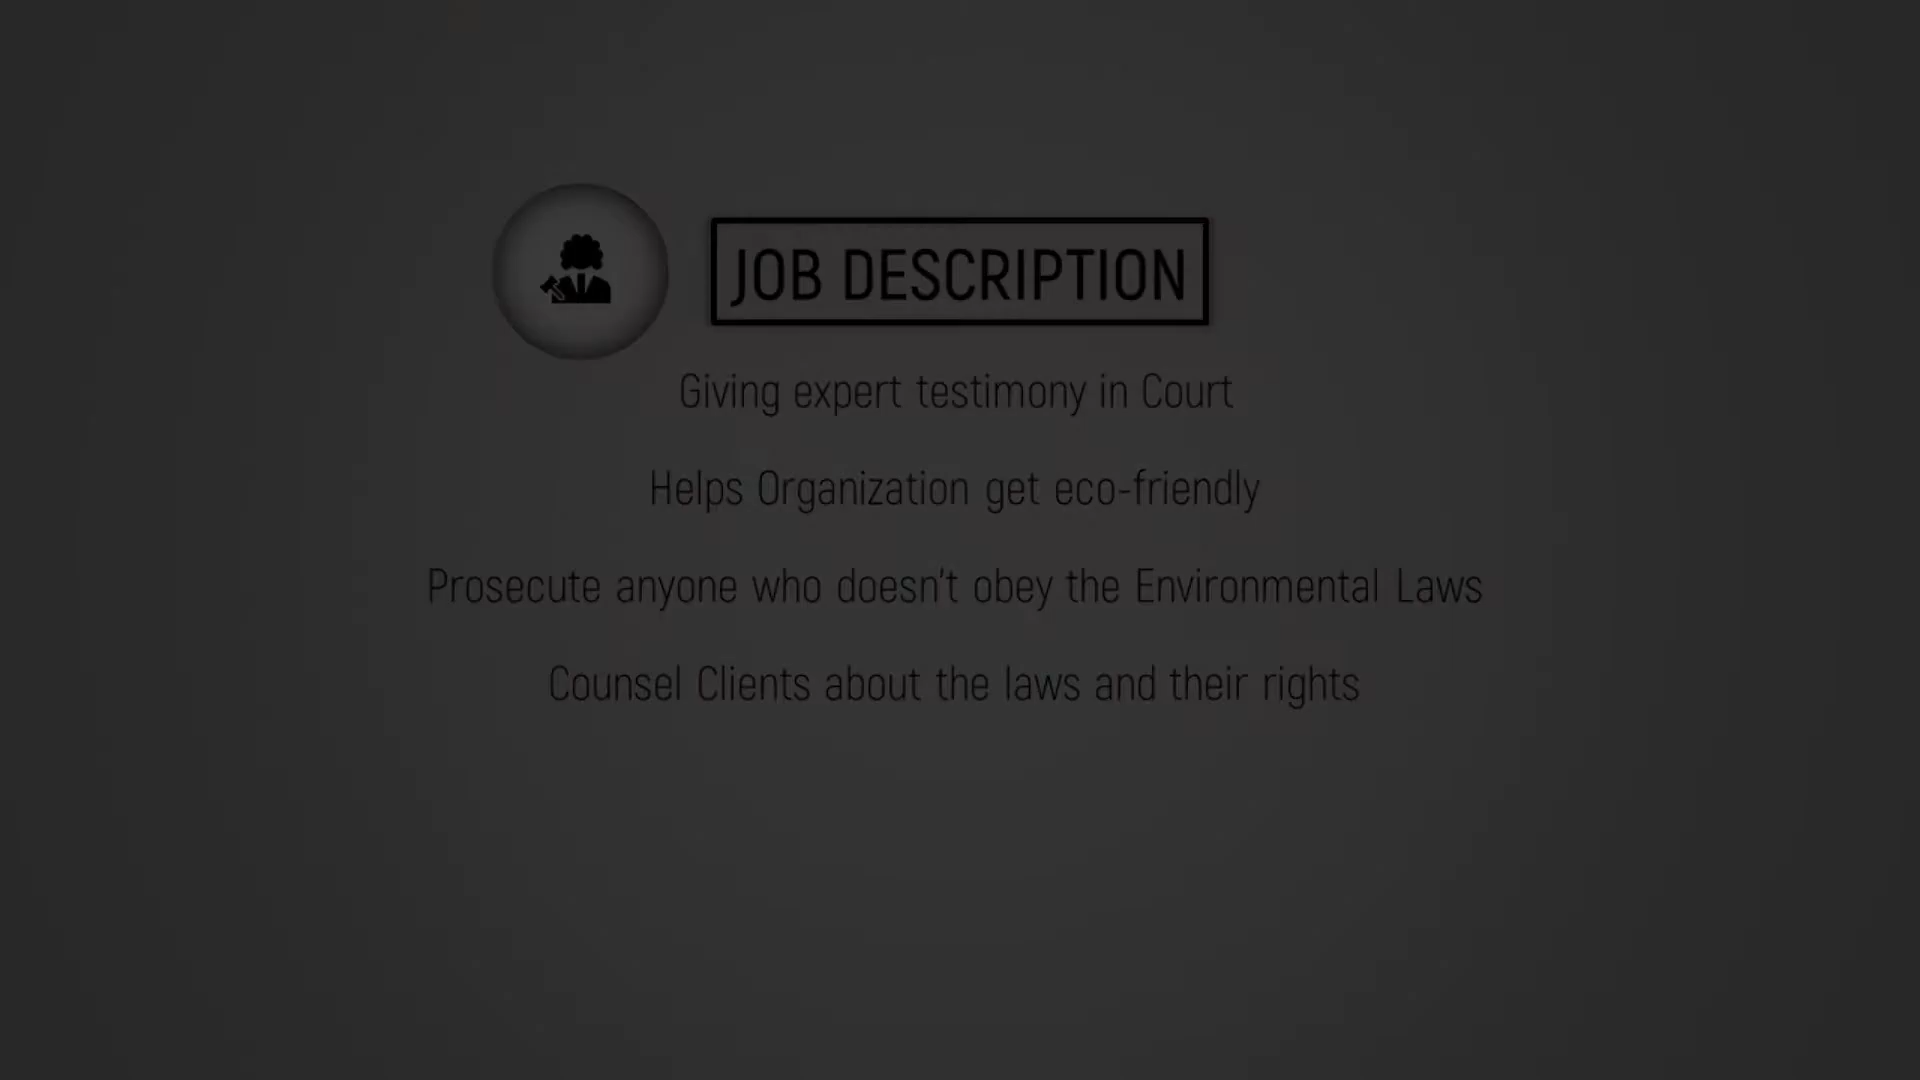 JOB DESCRIPTION
Giving expert testimony in Court
Helps Organization get eco-friendly
Prosecute anyone who doesn't obey the Environmental Laws
Counsel Clients about the laws and their rights